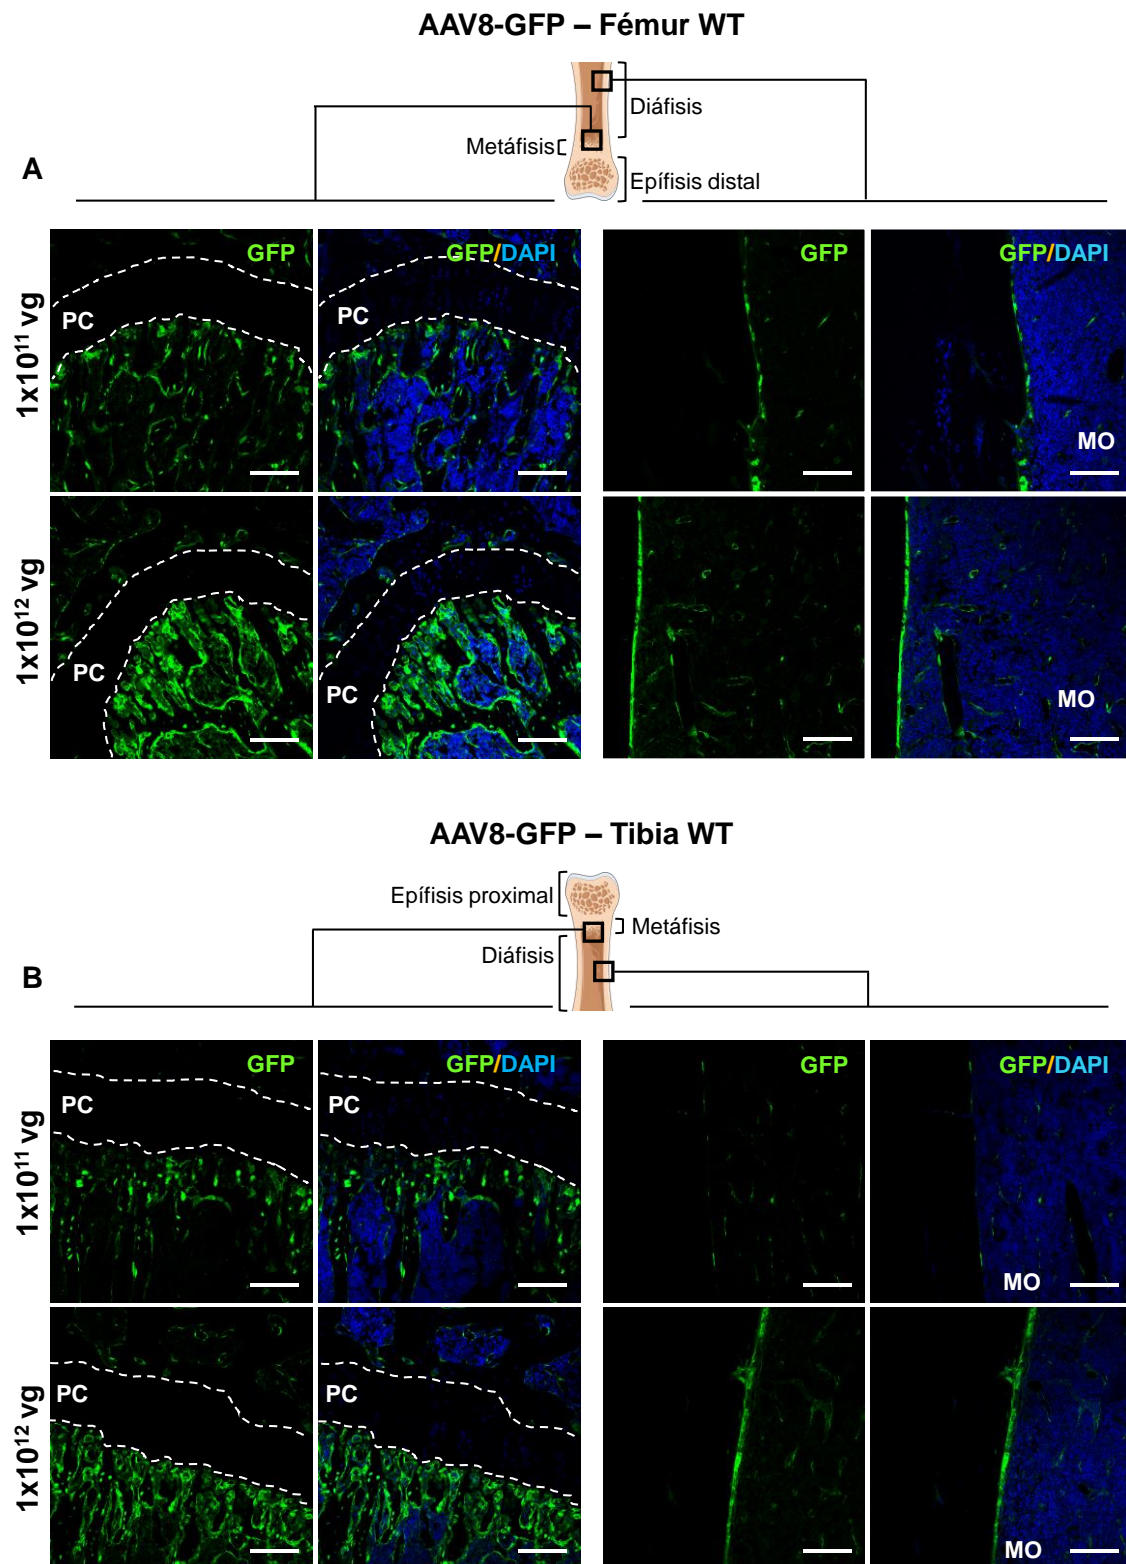 AAV8-GFP – Fémur WT
Diáfisis
Metáfisis
Epífisis distal
A
GFP
GFP/DAPI
GFP
GFP/DAPI
1x10¹¹ vg
PC
PC
MO
1x10¹² vg
PC
PC
MO
AAV8-GFP – Tibia WT
Epífisis proximal
Metáfisis
Diáfisis
B
GFP
GFP/DAPI
GFP
GFP/DAPI
1x10¹¹ vg
PC
PC
MO
1x10¹² vg
PC
PC
MO